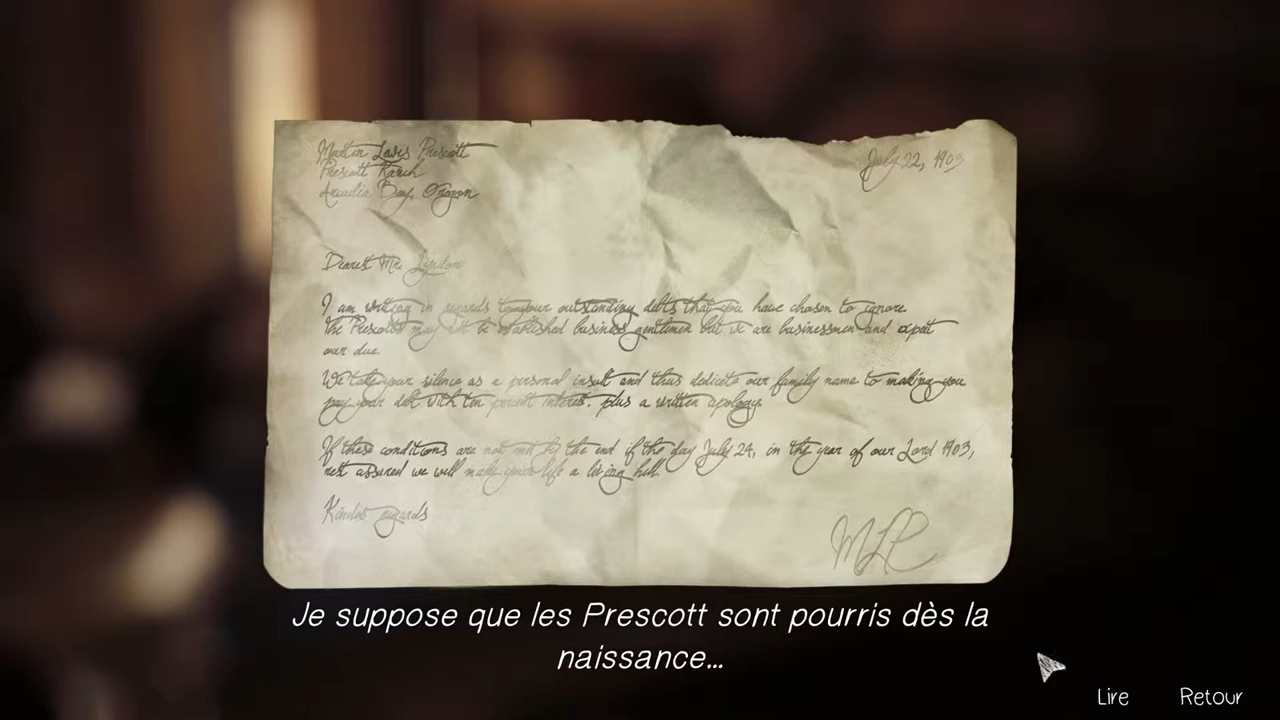 Martin Lewis Prescott
Prescott Ranch
Arcadia Bay, Oregon
July 22, 1903
Dearest Mr. Lyndon
I am writing in regards to your outstanding debts that you have chosen to ignore.
The Prescotts may not be established business gentlemen but we are businessmen and expect
our due.
We take your silence as a personal insult and thus dedicate our family name to making you
pay your debt with ten percent interest, plus a written apology.
If these conditions are not met by the end if the day July 24, in the year of our Lord 1903,
rest assured we will make your life a living hell.
Kindest regards
MLP
Je suppose que les Prescott sont pourris dès la
naissance...
Lire
Retour